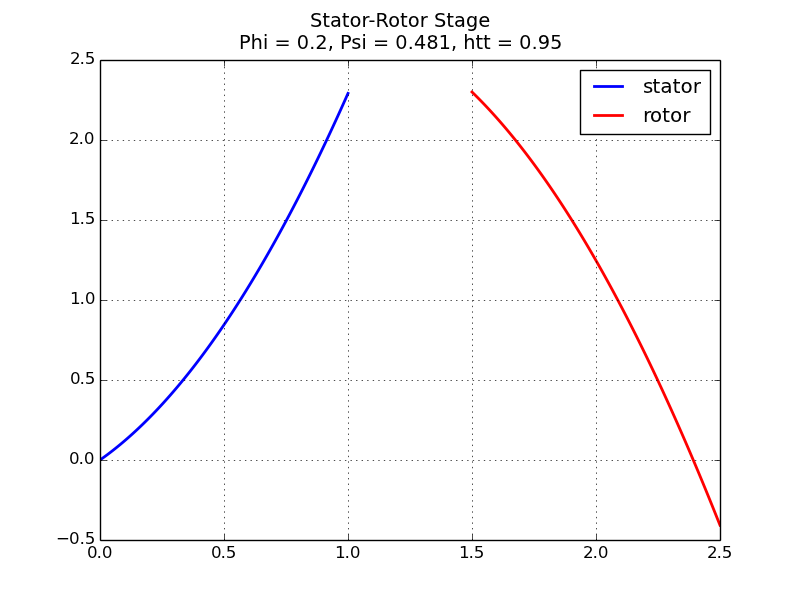 Stator-Rotor Stage
Phi = 0.2, Psi = 0.481, htt = 0.95
stator
rotor
2.5
2.0
1.5
1.0
0.5
0.0
−0.5
0.0 0.5 1.0 1.5 2.0 2.5